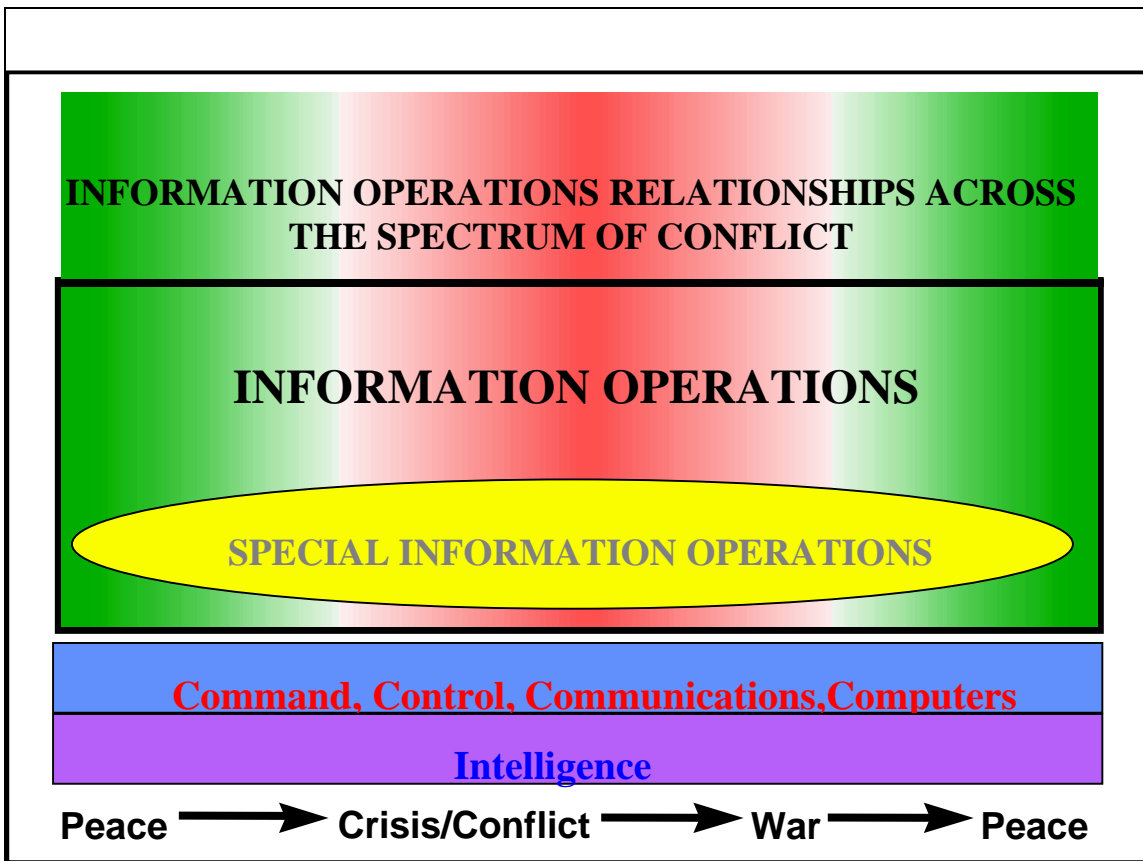 INFORMATION OPERATIONS RELATIONSHIPS ACROSS
THE SPECTRUM OF CONFLICT
INFORMATION OPERATIONS
SPECIAL INFORMATION OPERATIONS
Command, Control, Communications,Computers
Intelligence
Peace Crisis/Conflict War Peace